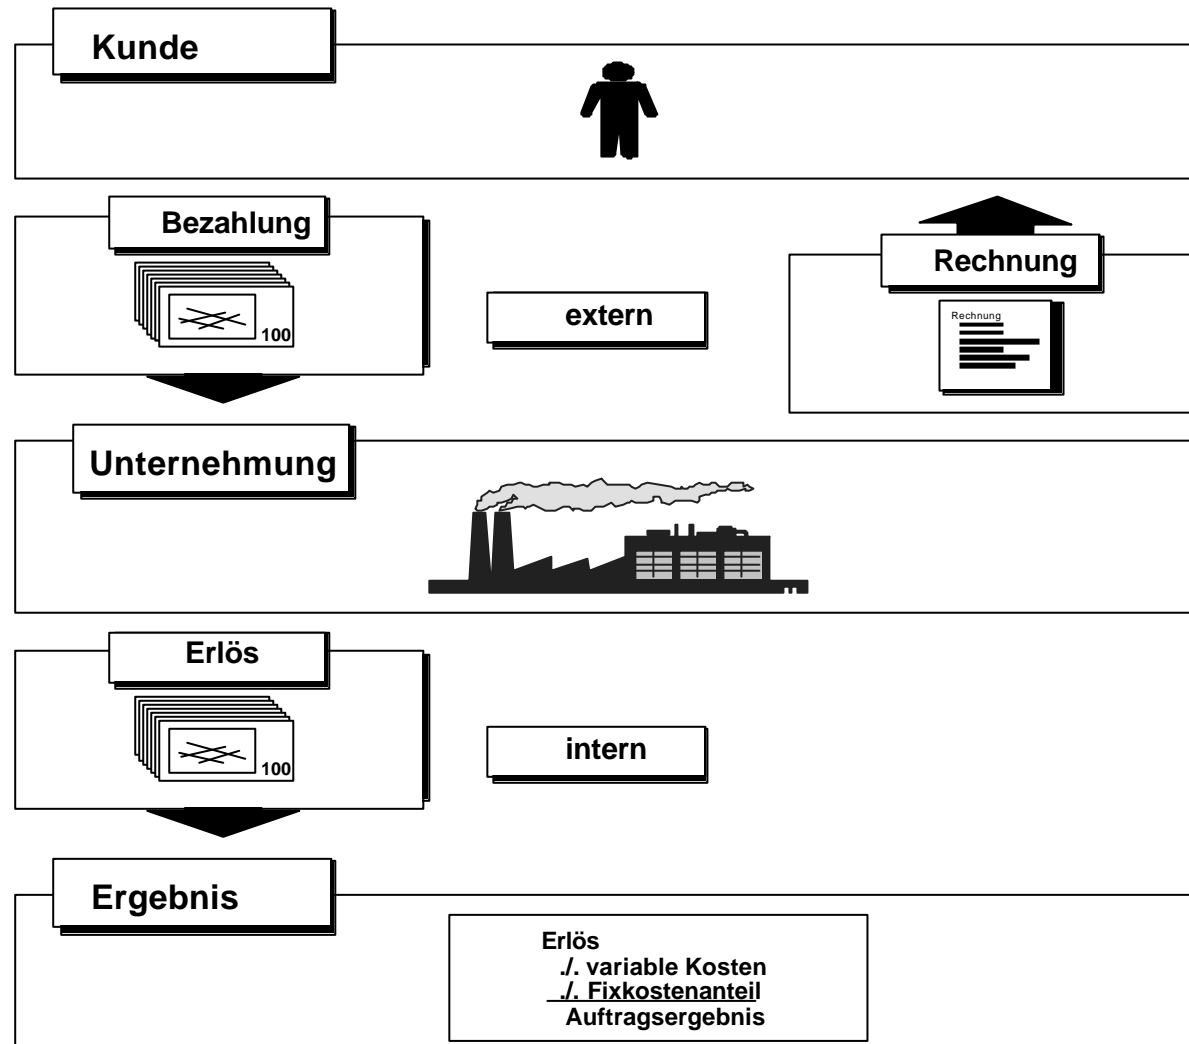 Kunde
Bezahlung
100
extern
Rechnung
Rechnung
Unternehmung
Erlös
100
intern
Ergebnis
Erlös
./. variable Kosten
./. Fixkostenanteil
Auftragsergebnis